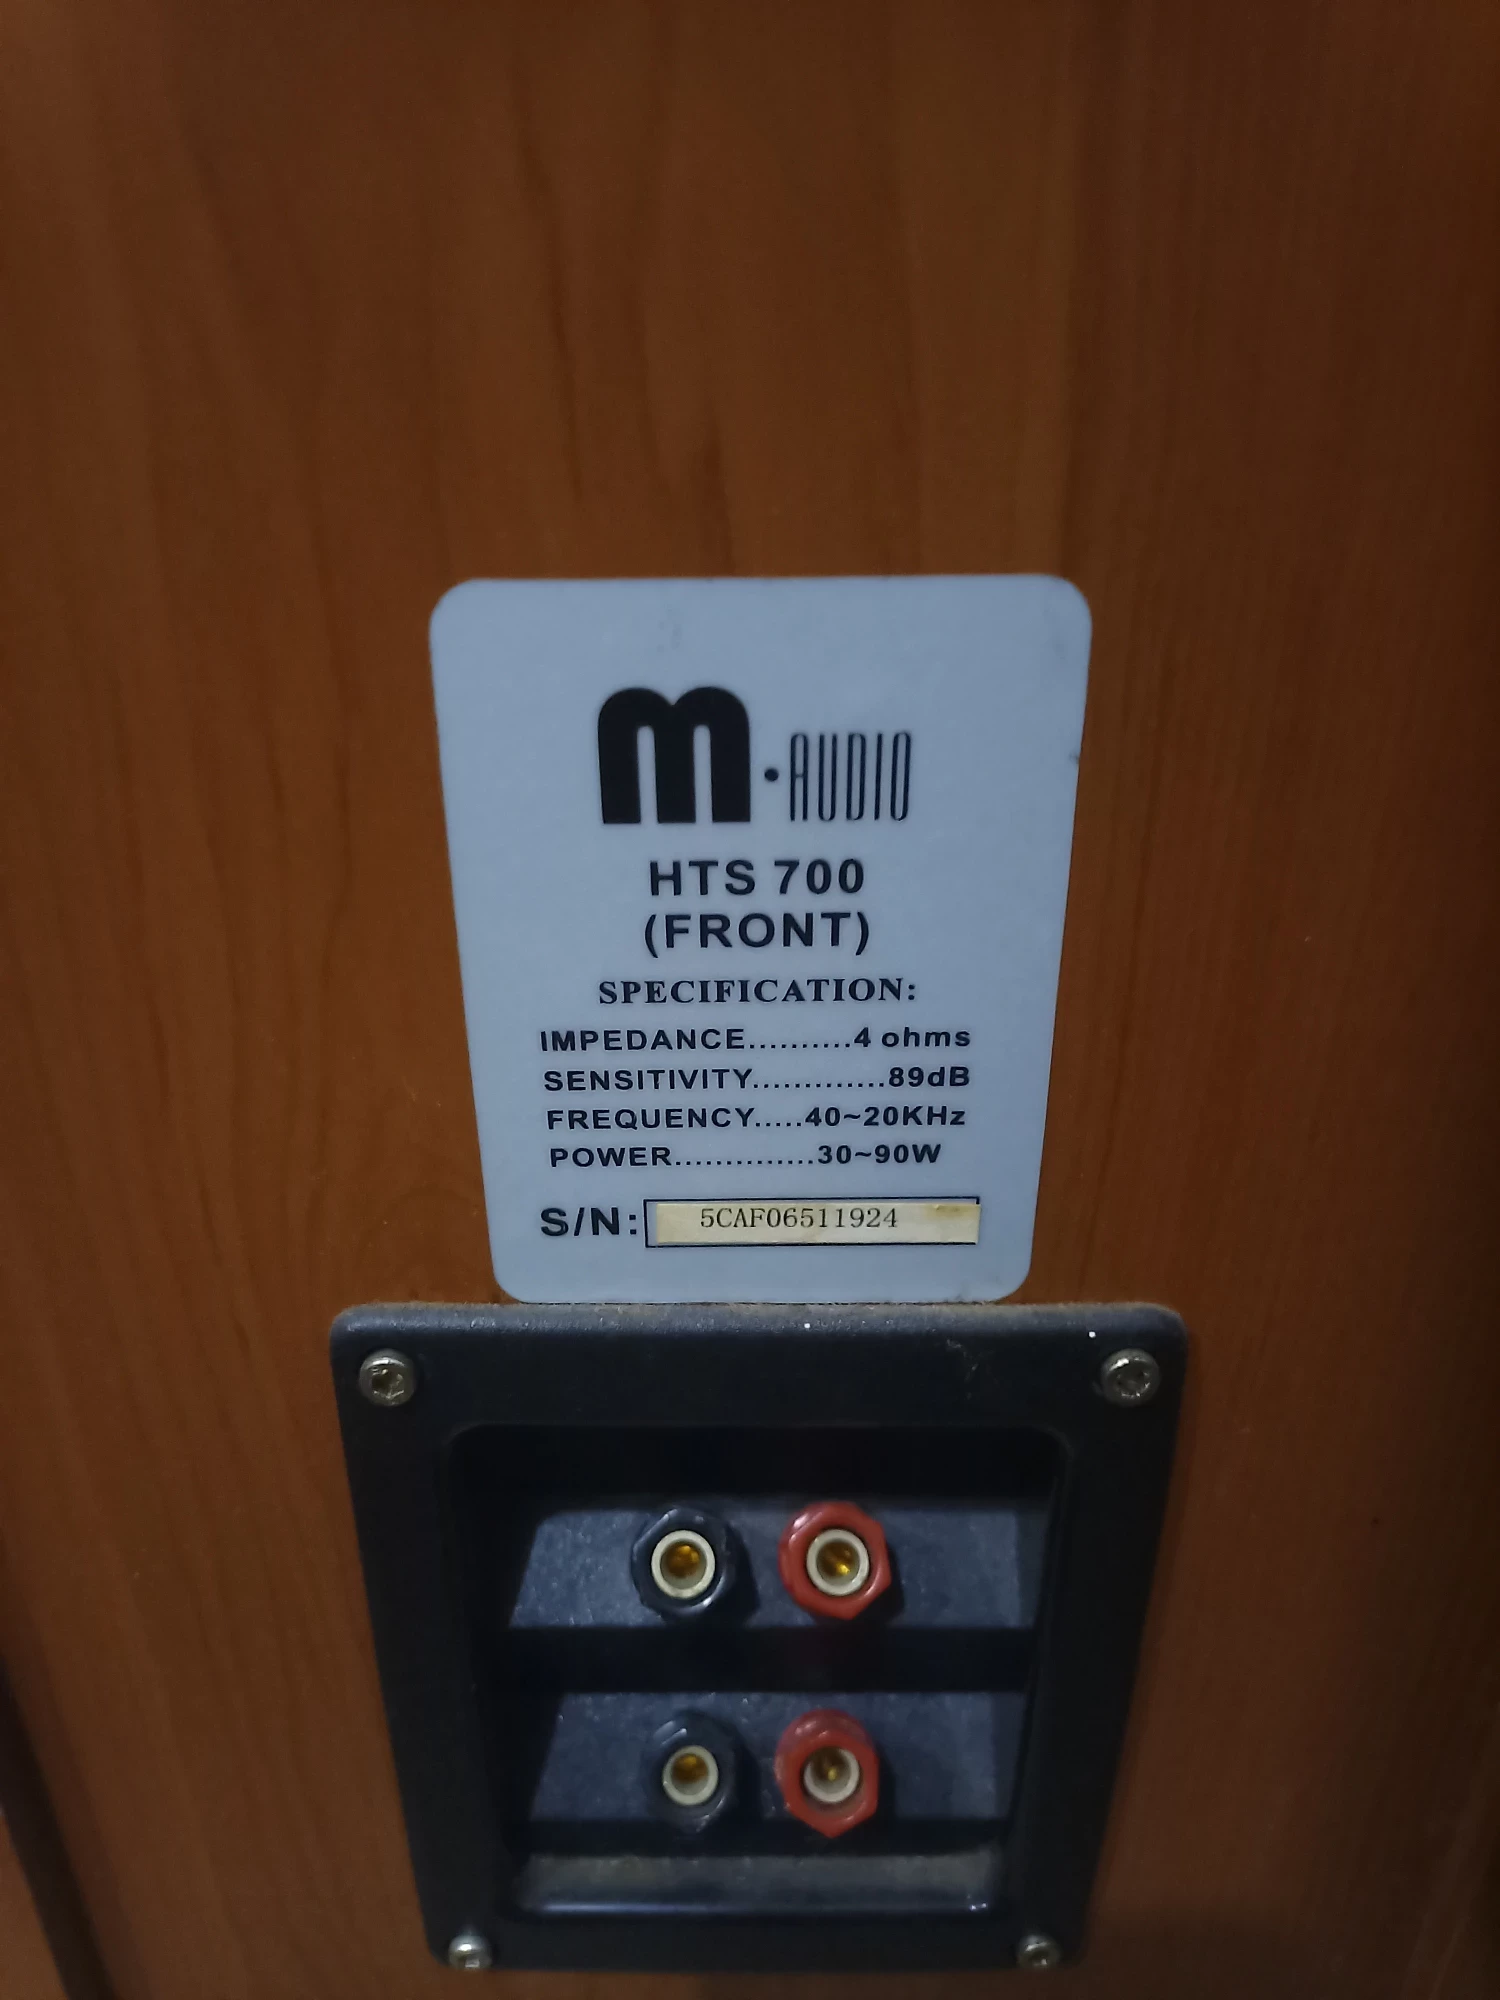 m·AUDIO
HTS 700
(FRONT)
SPECIFICATION:
IMPEDANCE..........4 ohms
SENSITIVITY.............89dB
FREQUENCY.....40~20KHz
POWER..............30~90W
S/N: 5CAF06511924